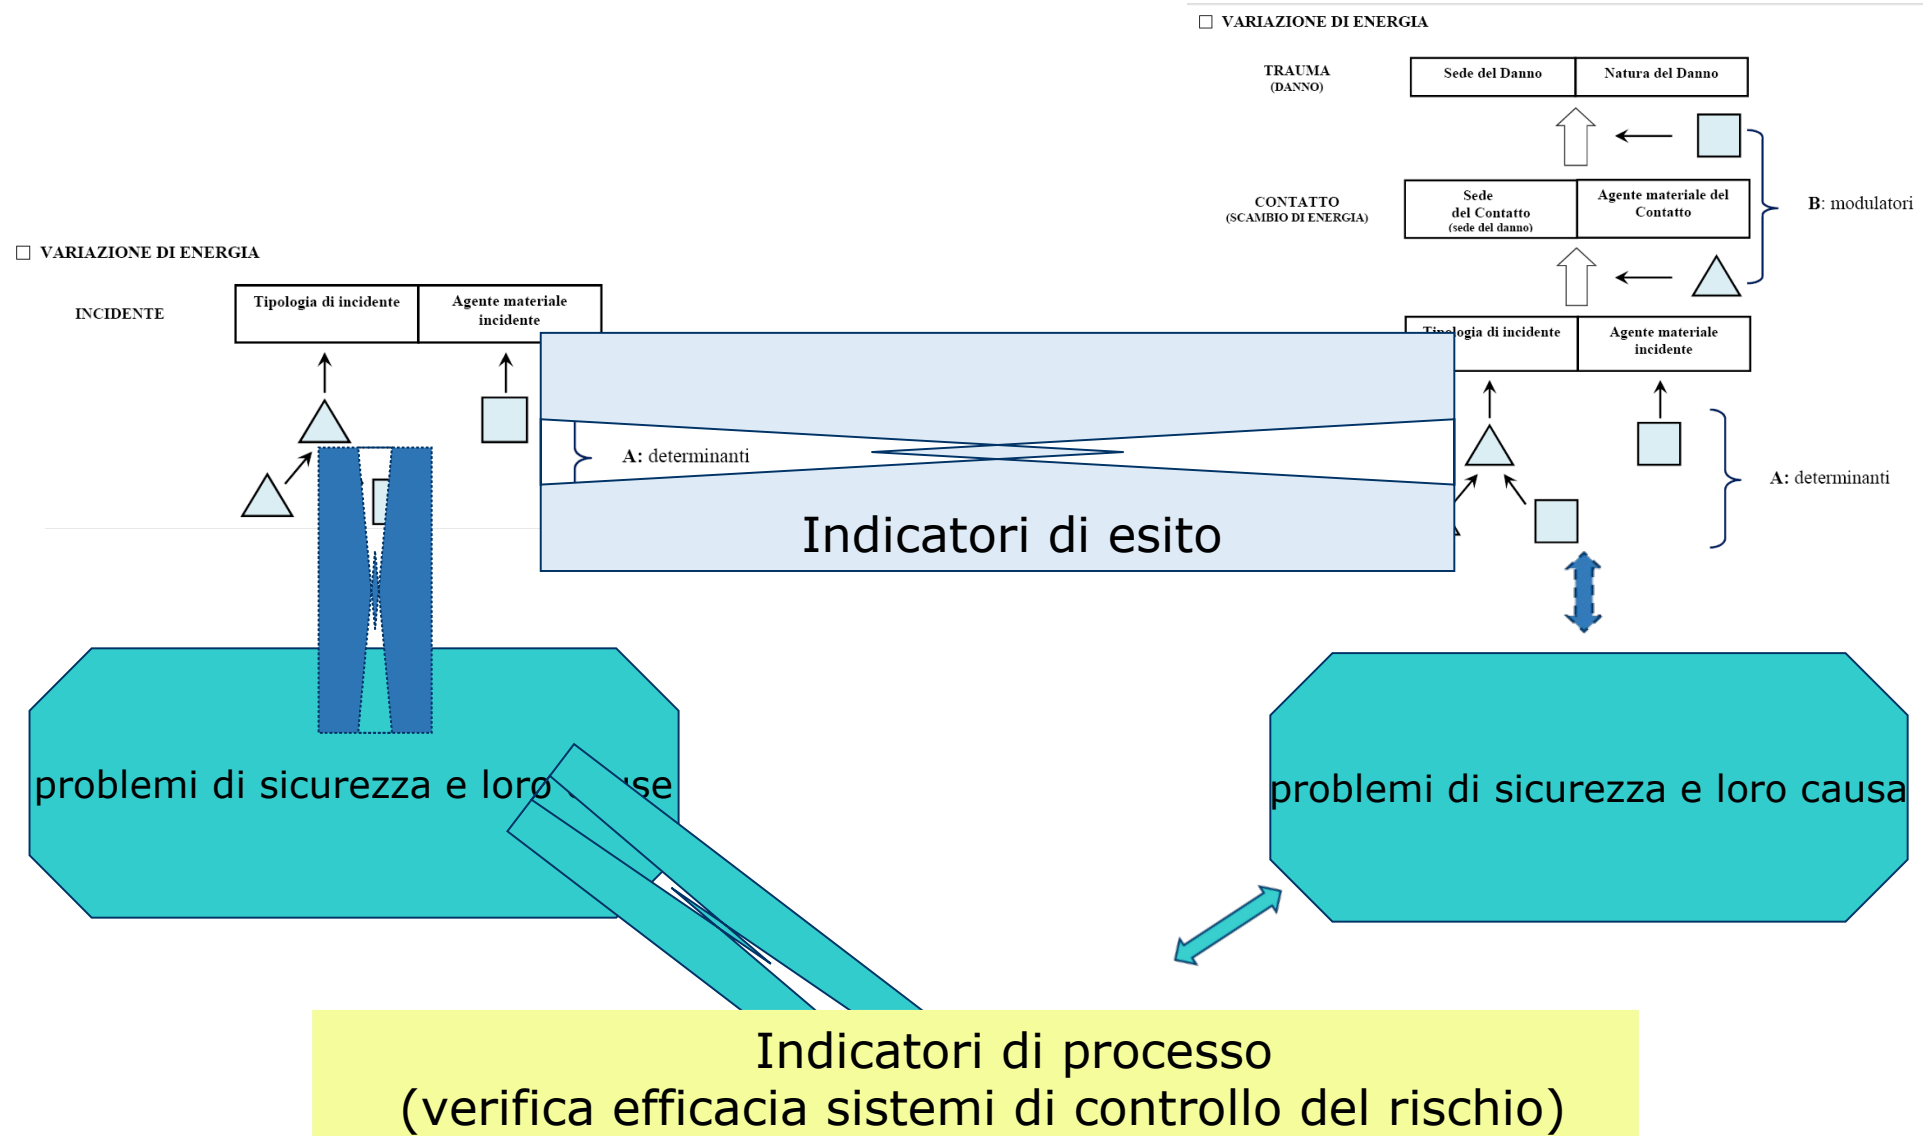 VARIAZIONE DI ENERGIA
TRAUMA
(DANNO)
Sede del Danno
Natura del Danno
CONTATTO
(SCAMBIO DI ENERGIA)
Sede
del Contatto
(sede del danno)
Agente materiale del
Contatto
B: modulatori
VARIAZIONE DI ENERGIA
INCIDENTE
Tipologia di incidente
Agente materiale
incidente
Tipologia di incidente
Agente materiale
incidente
A: determinanti
A: determinanti
Indicatori di esito
problemi di sicurezza e loro
problemi di sicurezza e loro causa
Indicatori di processo
(verifica efficacia sistemi di controllo del rischio)